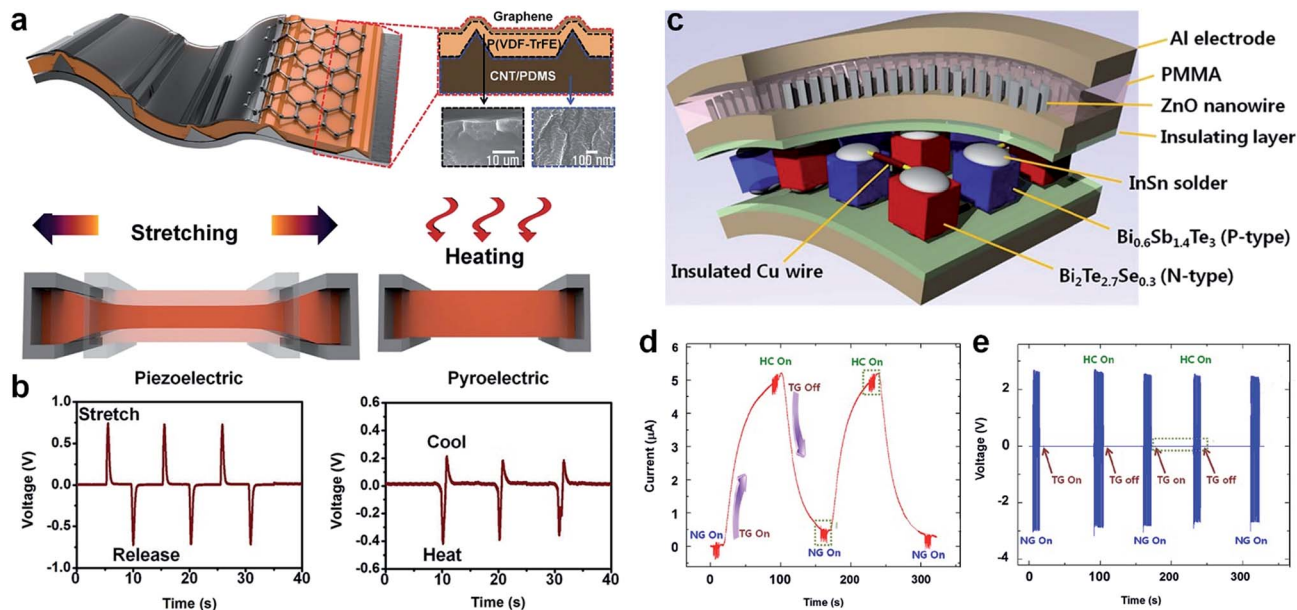 a
Graphene
P(VDF-TrFE)
CNT/PDMS
10 um
100 nm
Stretching
Heating
b
Piezoelectric
Stretch
Release
Voltage (V)
1.0
0.5
0.0
-0.5
-1.0
0 10 20 30 40
Time (s)
Pyroelectric
Cool
Heat
Voltage (V)
0.6
0.4
0.2
0.0
-0.2
-0.4
-0.6
0 10 20 30 40
Time (s)
c
Al electrode
PMMA
ZnO nanowire
Insulating layer
InSn solder
Bi0.6Sb1.4Te3 (P-type)
Bi2Te2.7Se0.3 (N-type)
Insulated Cu wire
d
HC On
HC On
TG Off
TG On
NG On
NG On
NG On
Current (μA)
6
5
4
3
2
1
0
0 100 200 300
Time (s)
e
HC On
HC On
TG On
TG off
TG on
TG off
NG On
NG On
NG On
Voltage (V)
4
2
0
-2
-4
0 100 200 300
Time (s)